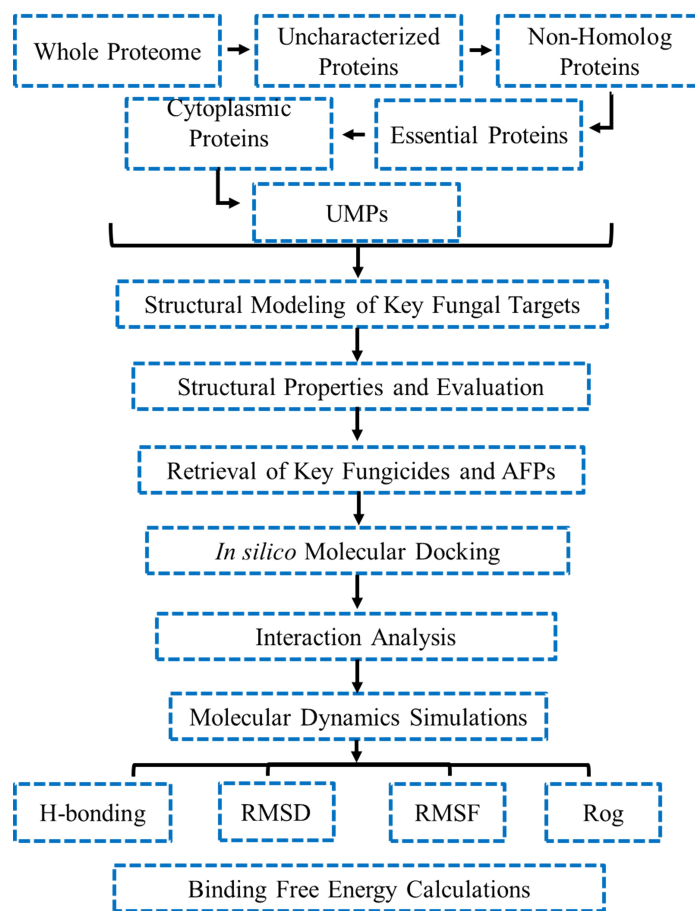 Whole Proteome
Uncharacterized
Proteins
Non-Homolog
Proteins
Cytoplasmic
Proteins
Essential Proteins
UMPs
Structural Modeling of Key Fungal Targets
Structural Properties and Evaluation
Retrieval of Key Fungicides and AFPs
In silico Molecular Docking
Interaction Analysis
Molecular Dynamics Simulations
H-bonding
RMSD
RMSF
Rog
Binding Free Energy Calculations